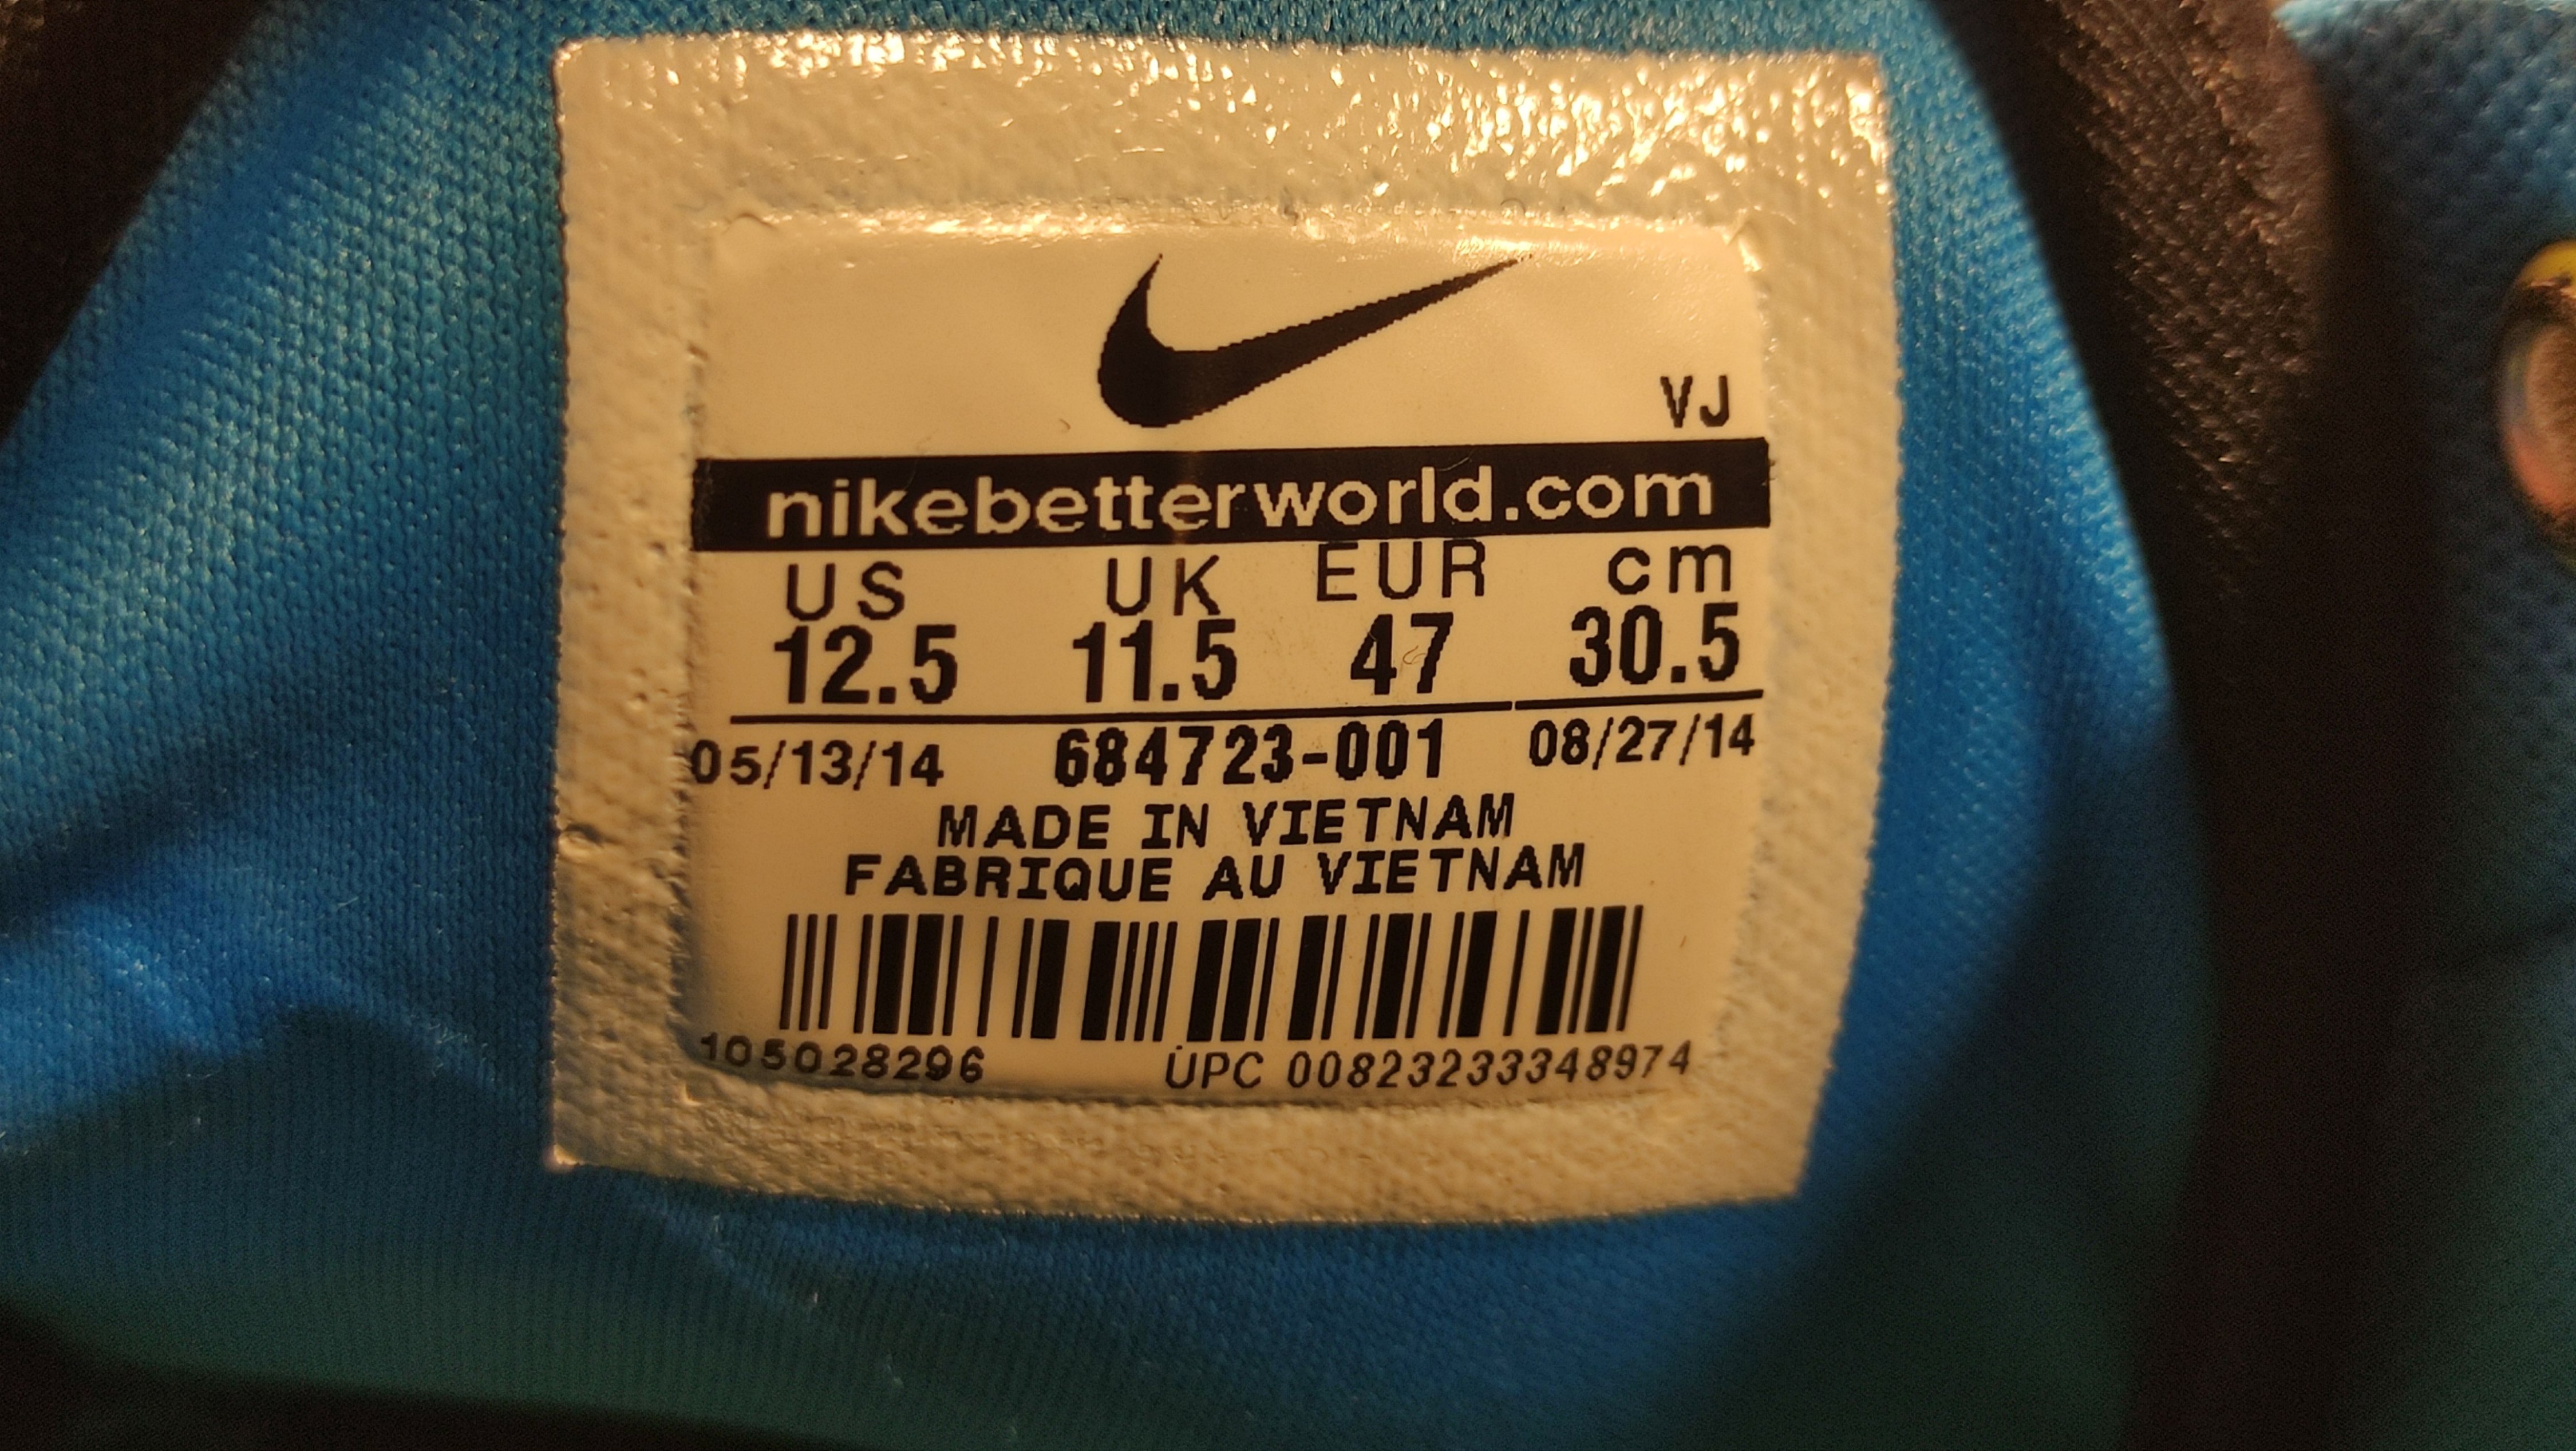 VJ
nikebetterworld.com
US UK EUR cm
12.5 11.5 47 30.5
05/13/14 684723-001 08/27/14
MADE IN VIETNAM
FABRIQUE AU VIETNAM
105028296 UPC 00823233348974